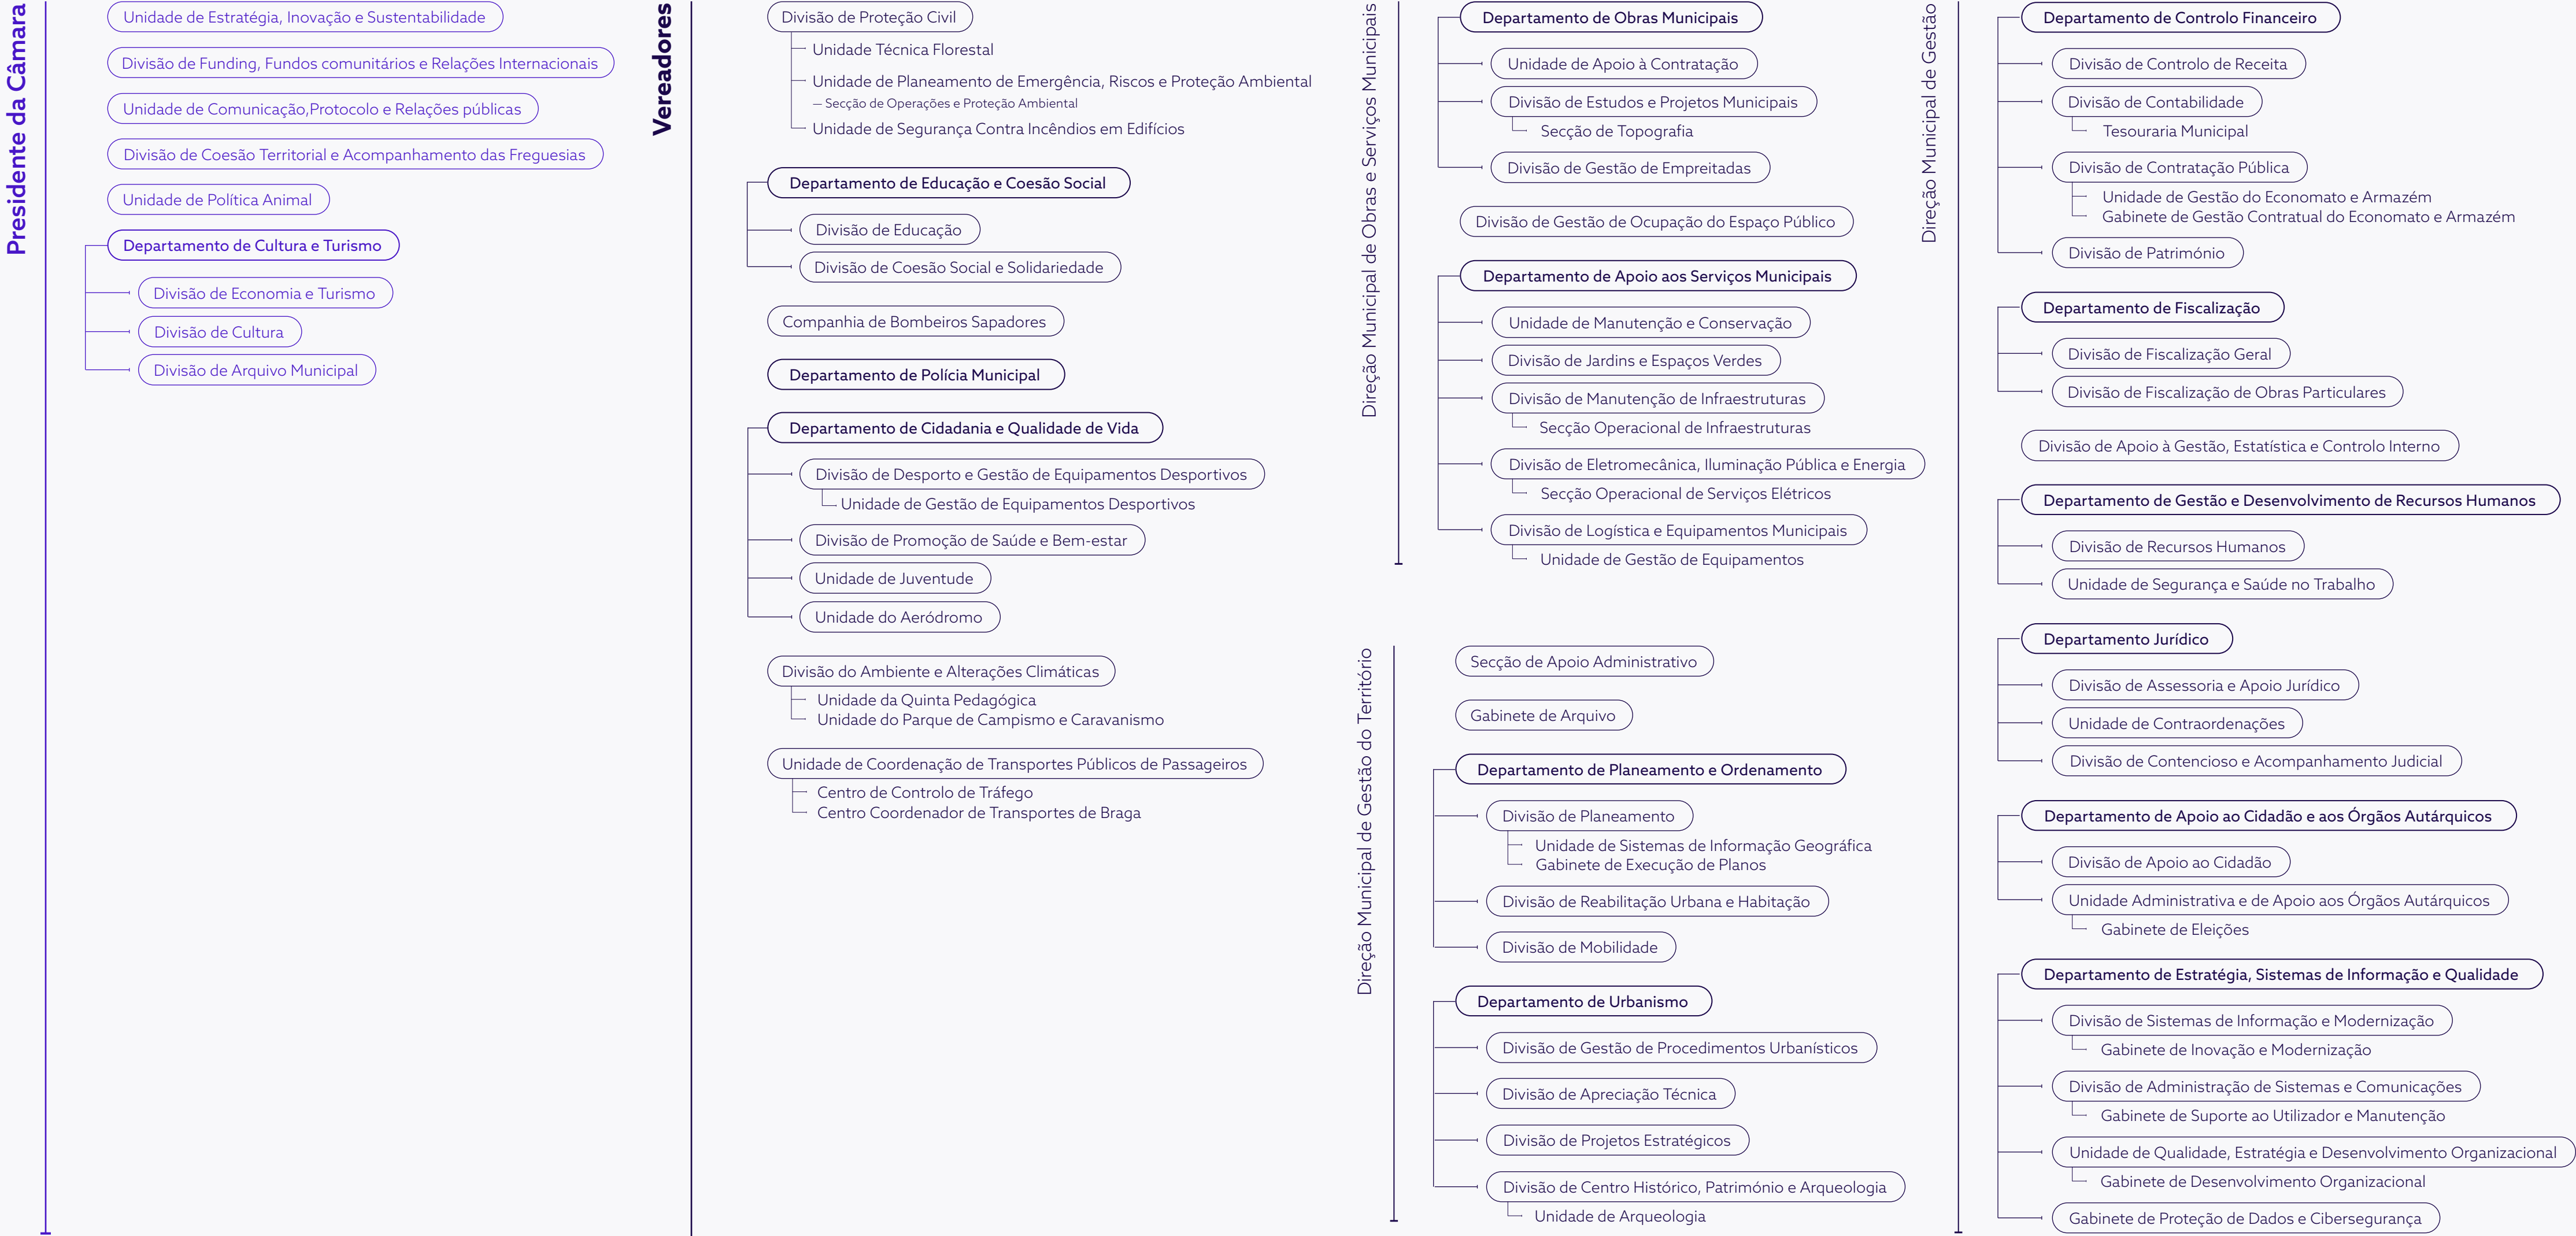 Presidente da Câmara
Unidade de Estratégia, Inovação e Sustentabilidade
Divisão de Funding, Fundos comunitários e Relações Internacionais
Unidade de Comunicação,Protocolo e Relações públicas
Divisão de Coesão Territorial e Acompanhamento das Freguesias
Unidade de Política Animal
Departamento de Cultura e Turismo
Divisão de Economia e Turismo
Divisão de Cultura
Divisão de Arquivo Municipal
Vereadores
Divisão de Proteção Civil
Unidade Técnica Florestal
Unidade de Planeamento de Emergência, Riscos e Proteção Ambiental
— Secção de Operações e Proteção Ambiental
Unidade de Segurança Contra Incêndios em Edifícios
Departamento de Educação e Coesão Social
Divisão de Educação
Divisão de Coesão Social e Solidariedade
Companhia de Bombeiros Sapadores
Departamento de Polícia Municipal
Departamento de Cidadania e Qualidade de Vida
Divisão de Desporto e Gestão de Equipamentos Desportivos
Unidade de Gestão de Equipamentos Desportivos
Divisão de Promoção de Saúde e Bem-estar
Unidade de Juventude
Unidade do Aeródromo
Divisão do Ambiente e Alterações Climáticas
Unidade da Quinta Pedagógica
Unidade do Parque de Campismo e Caravanismo
Unidade de Coordenação de Transportes Públicos de Passageiros
Centro de Controlo de Tráfego
Centro Coordenador de Transportes de Braga
Direção Municipal de Obras e Serviços Municipais
Departamento de Obras Municipais
Unidade de Apoio à Contratação
Divisão de Estudos e Projetos Municipais
Secção de Topografia
Divisão de Gestão de Empreitadas
Divisão de Gestão de Ocupação do Espaço Público
Departamento de Apoio aos Serviços Municipais
Unidade de Manutenção e Conservação
Divisão de Jardins e Espaços Verdes
Divisão de Manutenção de Infraestruturas
Secção Operacional de Infraestruturas
Divisão de Eletromecânica, Iluminação Pública e Energia
Secção Operacional de Serviços Elétricos
Divisão de Logística e Equipamentos Municipais
Unidade de Gestão de Equipamentos
Direção Municipal de Gestão do Território
Secção de Apoio Administrativo
Gabinete de Arquivo
Departamento de Planeamento e Ordenamento
Divisão de Planeamento
Unidade de Sistemas de Informação Geográfica
Gabinete de Execução de Planos
Divisão de Reabilitação Urbana e Habitação
Divisão de Mobilidade
Departamento de Urbanismo
Divisão de Gestão de Procedimentos Urbanísticos
Divisão de Apreciação Técnica
Divisão de Projetos Estratégicos
Divisão de Centro Histórico, Património e Arqueologia
Unidade de Arqueologia
Direção Municipal de Gestão
Departamento de Controlo Financeiro
Divisão de Controlo de Receita
Divisão de Contabilidade
Tesouraria Municipal
Divisão de Contratação Pública
Unidade de Gestão do Economato e Armazém
Gabinete de Gestão Contratual do Economato e Armazém
Divisão de Património
Departamento de Fiscalização
Divisão de Fiscalização Geral
Divisão de Fiscalização de Obras Particulares
Divisão de Apoio à Gestão, Estatística e Controlo Interno
Departamento de Gestão e Desenvolvimento de Recursos Humanos
Divisão de Recursos Humanos
Unidade de Segurança e Saúde no Trabalho
Departamento Jurídico
Divisão de Assessoria e Apoio Jurídico
Unidade de Contraordenações
Divisão de Contencioso e Acompanhamento Judicial
Departamento de Apoio ao Cidadão e aos Órgãos Autárquicos
Divisão de Apoio ao Cidadão
Unidade Administrativa e de Apoio aos Órgãos Autárquicos
Gabinete de Eleições
Departamento de Estratégia, Sistemas de Informação e Qualidade
Divisão de Sistemas de Informação e Modernização
Gabinete de Inovação e Modernização
Divisão de Administração de Sistemas e Comunicações
Gabinete de Suporte ao Utilizador e Manutenção
Unidade de Qualidade, Estratégia e Desenvolvimento Organizacional
Gabinete de Desenvolvimento Organizacional
Gabinete de Proteção de Dados e Cibersegurança